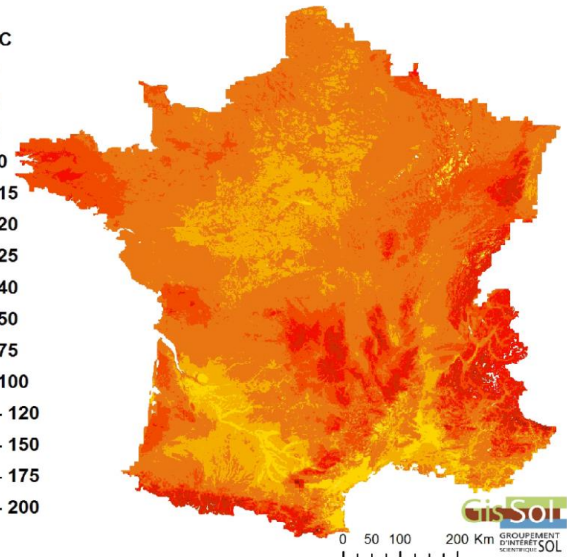 C
0
15
20
25
40
50
75
100
- 120
- 150
- 175
- 200
GisSol
GROUPEMENT
D'INTÉRÊT
SCIENTIFIQUE SOL
0 50 100 200 Km